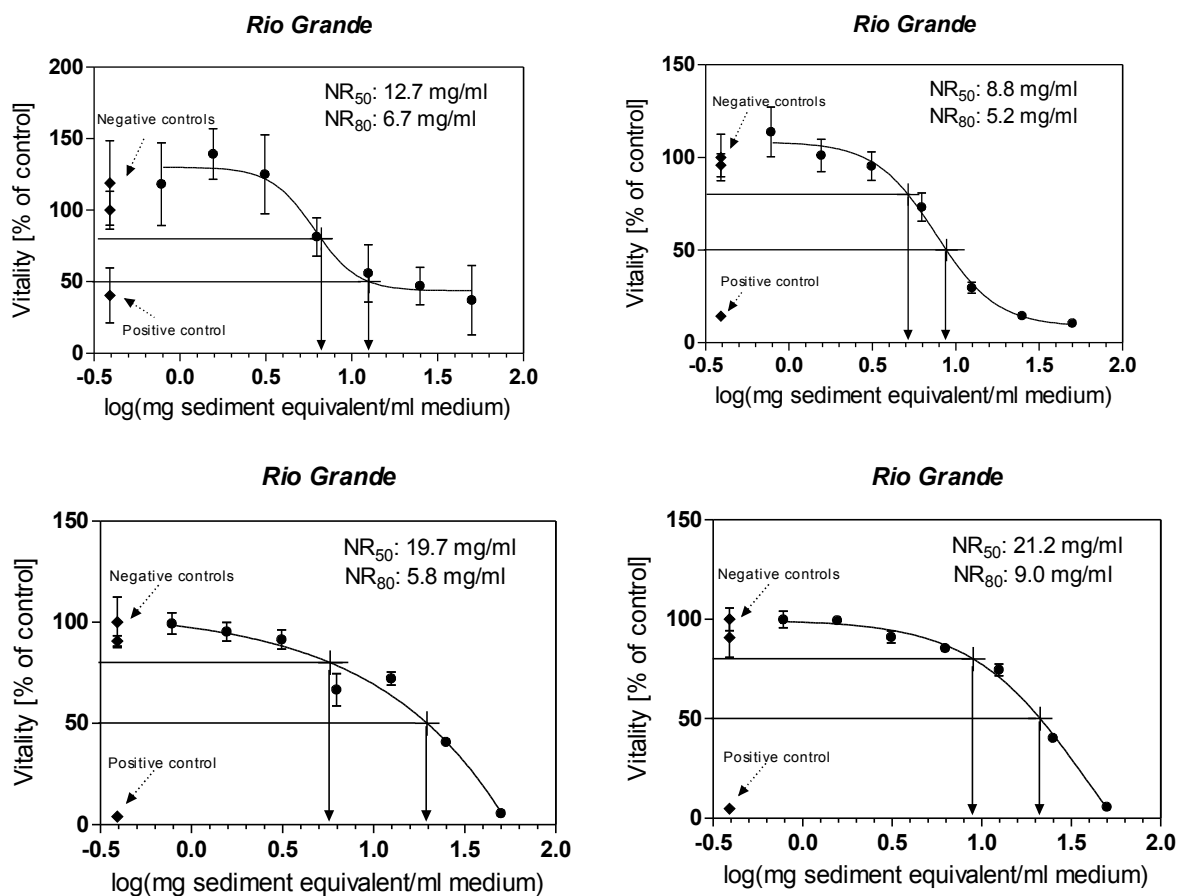 Rio Grande
NR50: 12.7 mg/ml
NR80: 6.7 mg/ml
Negative controls
Positive control
Vitality [% of control]
200
150
100
50
0
-0.5 0.0 0.5 1.0 1.5 2.0
log(mg sediment equivalent/ml medium)
Rio Grande
NR50: 8.8 mg/ml
NR80: 5.2 mg/ml
Negative controls
Positive control
Vitality [% of control]
150
100
50
0
-0.5 0.0 0.5 1.0 1.5 2.0
log(mg sediment equivalent/ml medium)
Rio Grande
NR50: 19.7 mg/ml
NR80: 5.8 mg/ml
Negative controls
Positive control
Vitality [% of control]
150
100
50
0
-0.5 0.0 0.5 1.0 1.5 2.0
log(mg sediment equivalent/ml medium)
Rio Grande
NR50: 21.2 mg/ml
NR80: 9.0 mg/ml
Negative controls
Positive control
Vitality [% of control]
150
100
50
0
-0.5 0.0 0.5 1.0 1.5 2.0
log(mg sediment equivalent/ml medium)